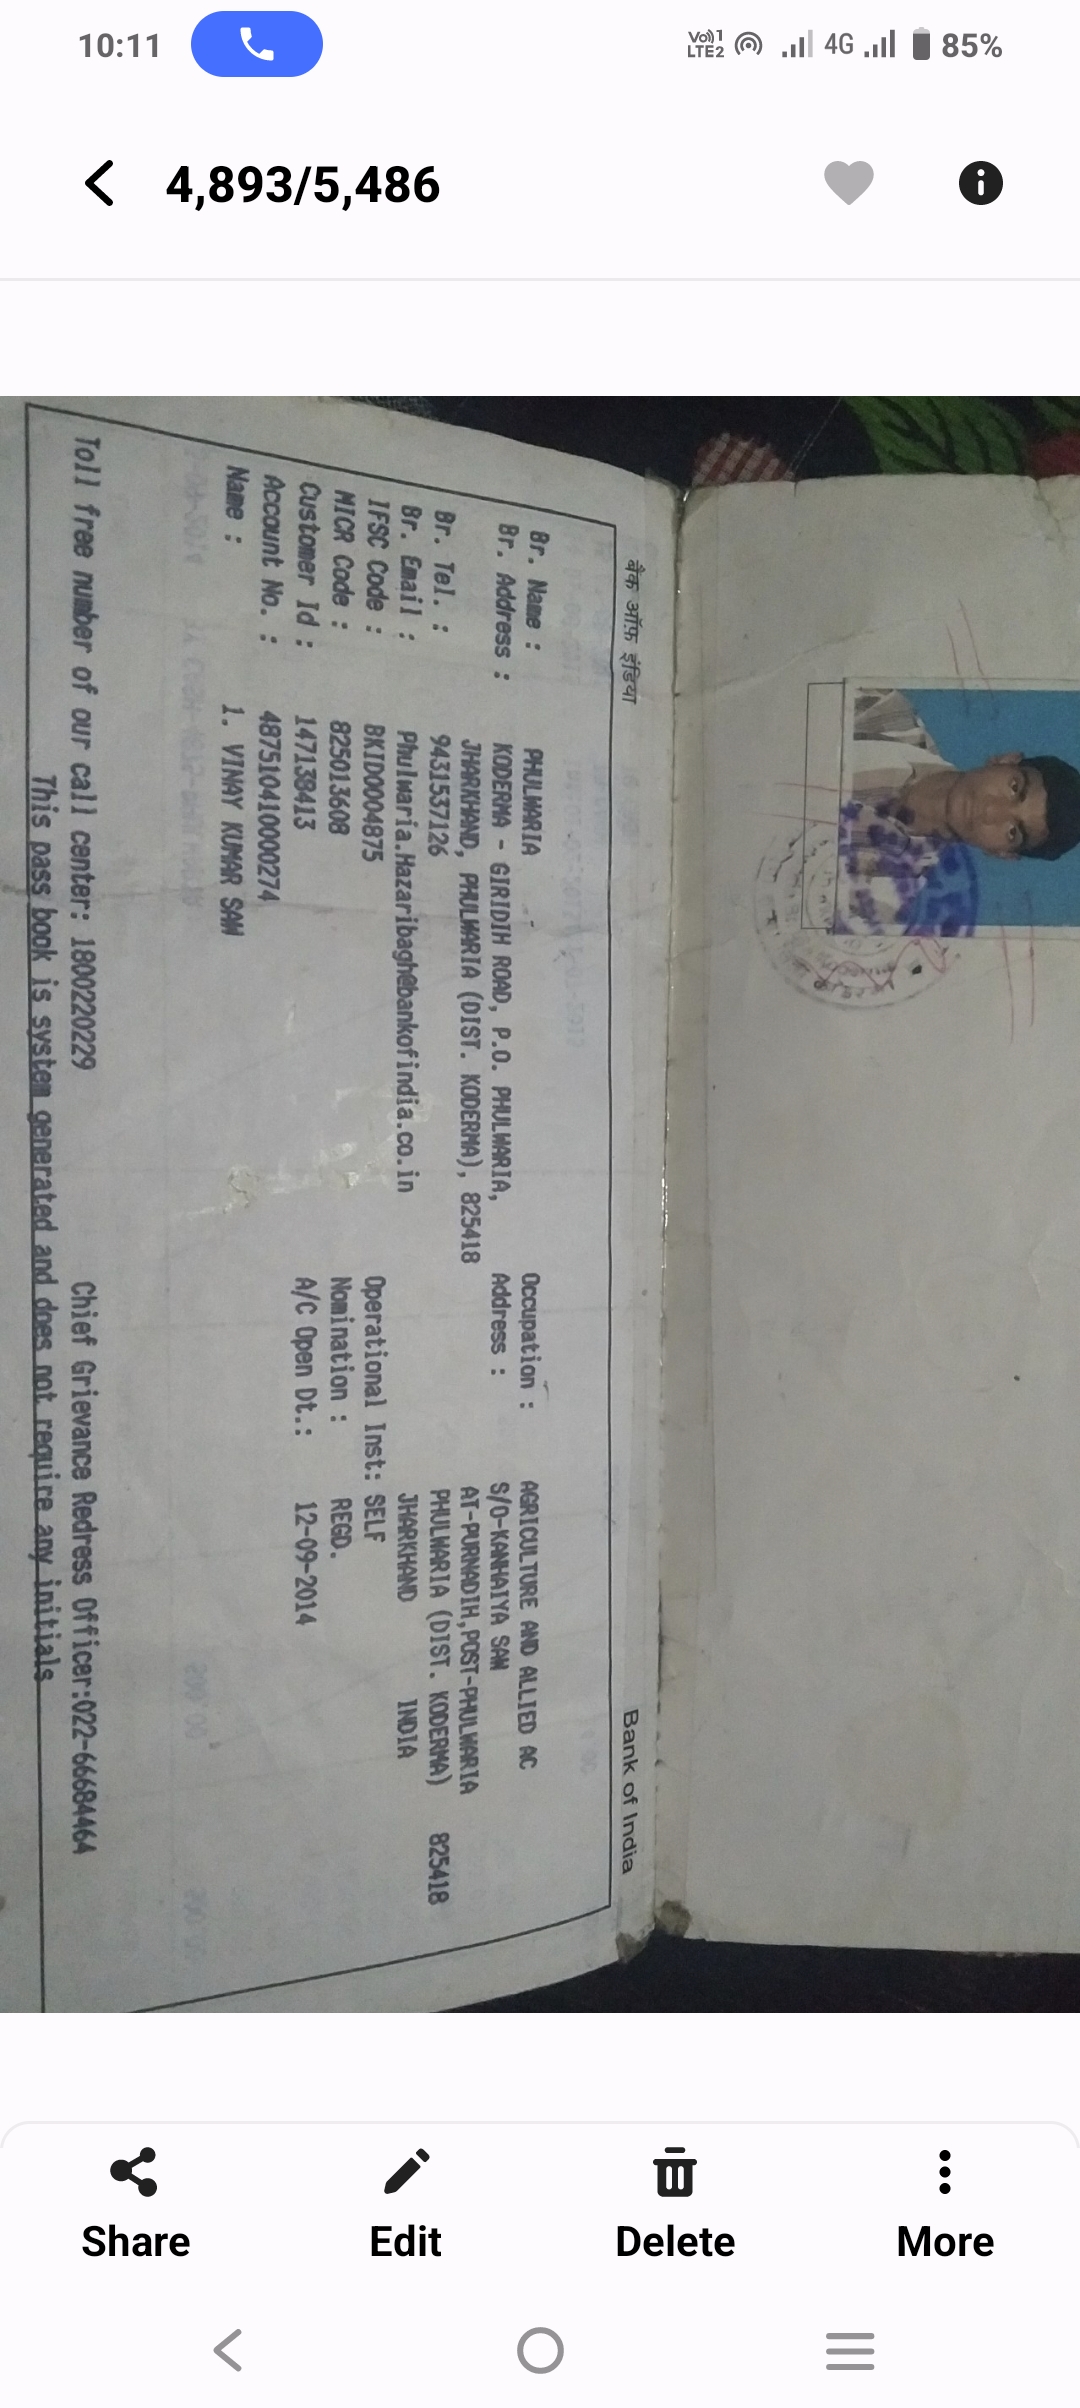 10:11
Vo)) 1 LTE2 4G 85%
4,893/5,486
बैंक ऑफ़ इंडिया
Bank of India
Br. Name : PHULWARIA
Br. Address : KODERMA - GIRIDIH ROAD, P.O. PHULWARIA,
JHARKHAND, PHULWARIA (DIST. KODERMA), 825418
Br. Tel. : 9431537126
Br. Email : Phulwaria.Hazaribagh@bankofindia.co.in
IFSC Code : BKID0004875
MICR Code : 825013608
Customer Id : 147138413
Account No. : 487510410000274
Name : 1. VINAY KUMAR SAW
Occupation : AGRICULTURE AND ALLIED AC
Address : S/O-KANHAIYA SAW
AT-PURNADIH,POST-PHULWARIA
PHULWARIA (DIST. KODERMA) 825418
JHARKHAND INDIA
Operational Inst: SELF
Nomination : REGD.
A/C Open Dt.: 12-09-2014
Toll free number of our call center: 1800220229 Chief Grievance Redress Officer:022-66684464
This pass book is system generated and does not require any initials
Share Edit Delete More